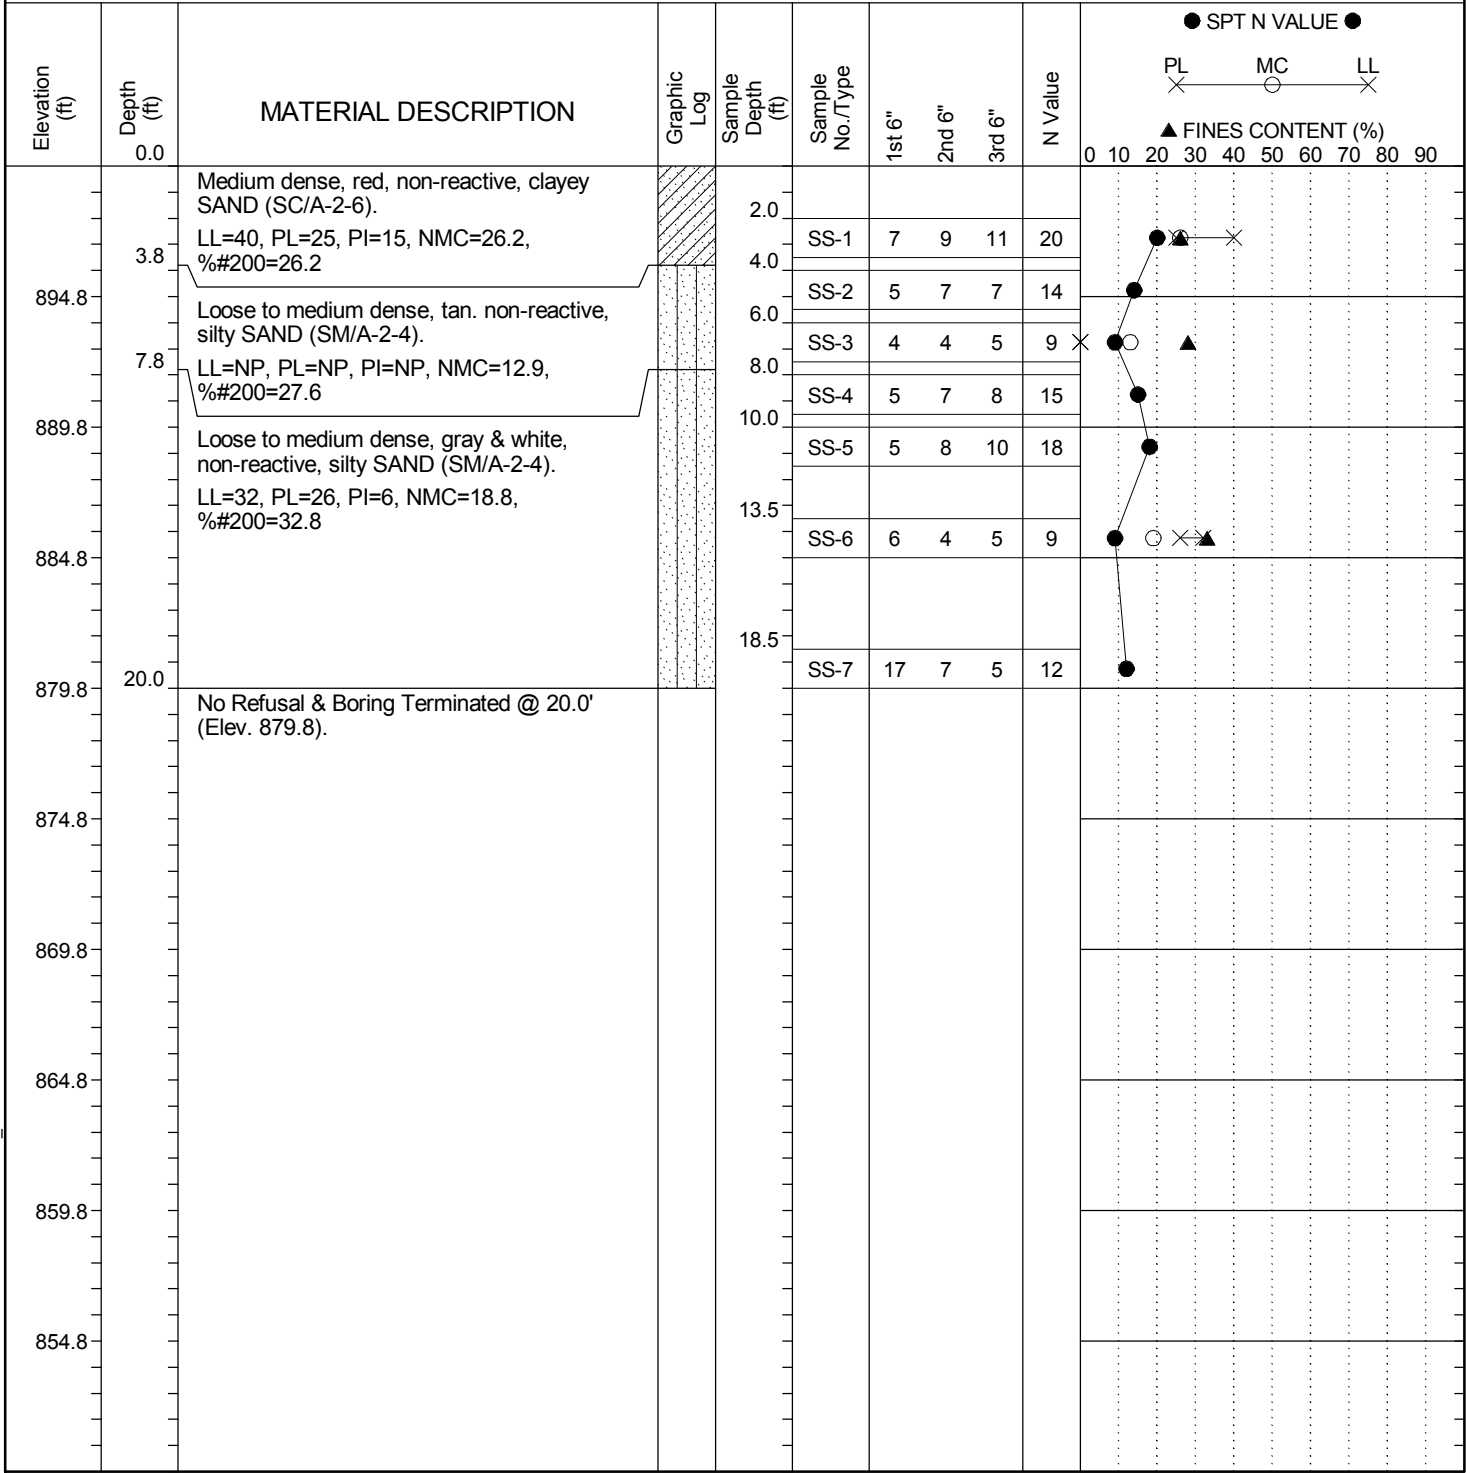 ● SPT N VALUE ●
PL MC LL
▲ FINES CONTENT (%)
0 10 20 30 40 50 60 70 80 90
Elevation
(ft)
Depth
(ft)
0.0
MATERIAL DESCRIPTION
Graphic
Log
Sample
Depth
(ft)
Sample
No./Type
1st 6"
2nd 6"
3rd 6"
N Value
Medium dense, red, non-reactive, clayey
SAND (SC/A-2-6).
LL=40, PL=25, PI=15, NMC=26.2,
%#200=26.2
3.8
Loose to medium dense, tan. non-reactive,
silty SAND (SM/A-2-4).
LL=NP, PL=NP, PI=NP, NMC=12.9,
%#200=27.6
7.8
Loose to medium dense, gray & white,
non-reactive, silty SAND (SM/A-2-4).
LL=32, PL=26, PI=6, NMC=18.8,
%#200=32.8
20.0
No Refusal & Boring Terminated @ 20.0'
(Elev. 879.8).
2.0
SS-1 7 9 11 20
4.0
SS-2 5 7 7 14
6.0
SS-3 4 4 5 9
8.0
SS-4 5 7 8 15
10.0
SS-5 5 8 10 18
13.5
SS-6 6 4 5 9
18.5
SS-7 17 7 5 12
894.8
889.8
884.8
879.8
874.8
869.8
864.8
859.8
854.8